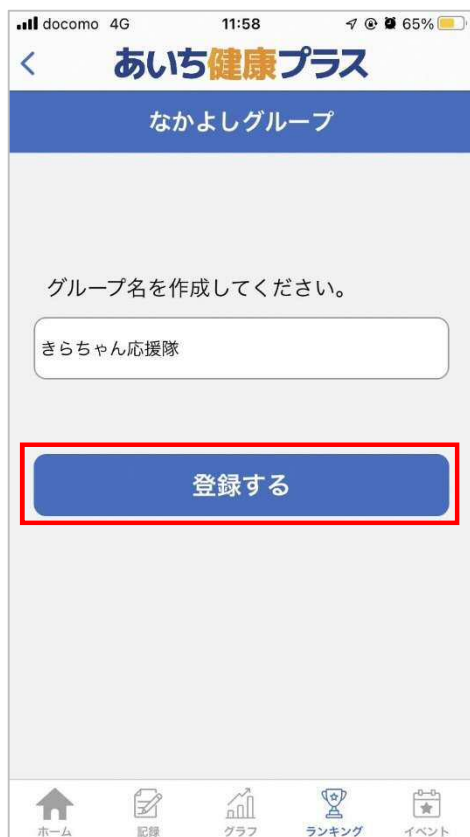 docomo 4G 11:58 65%
あいち健康プラス
なかよしグループ
グループ名を作成してください。
きらちゃん応援隊
登録する
ホーム 記録 グラフ ランキング イベント